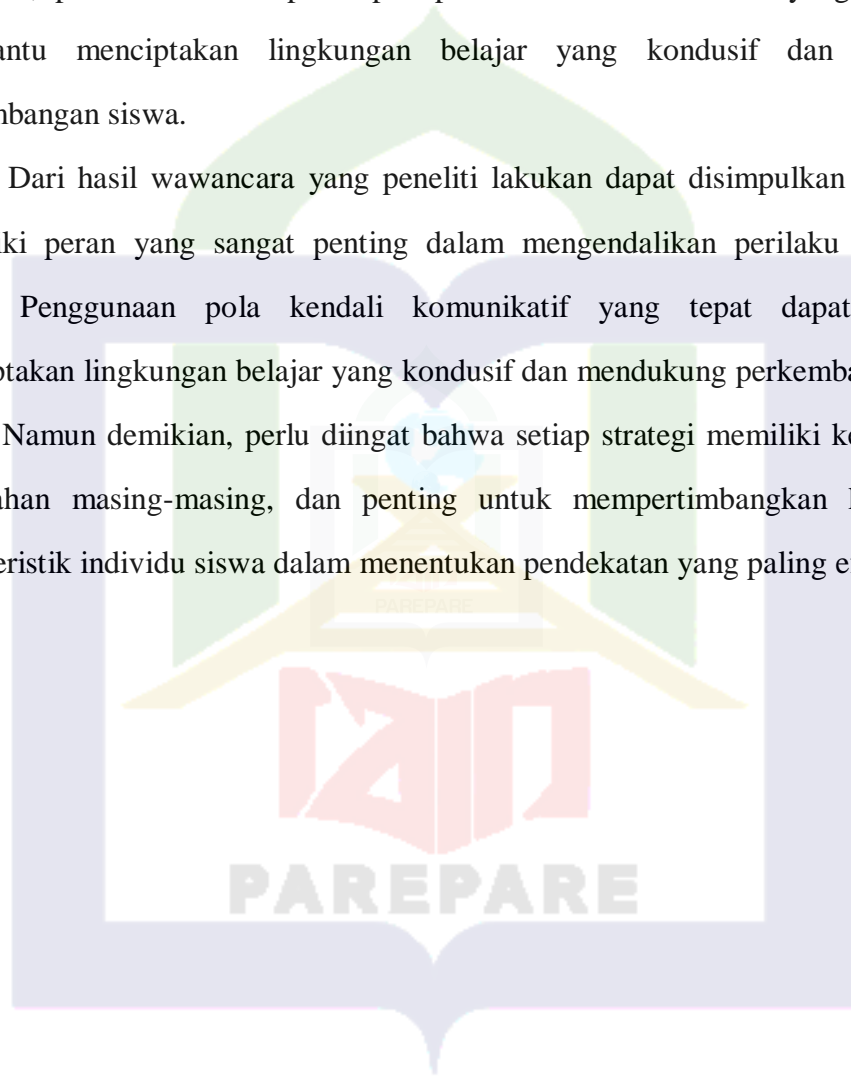 antu menciptakan lingkungan belajar yang kondusif dan
nbangan siswa.
Dari hasil wawancara yang peneliti lakukan dapat disimpulkan
iki peran yang sangat penting dalam mengendalikan perilaku
Penggunaan pola kendali komunikatif yang tepat dapat
ptakan lingkungan belajar yang kondusif dan mendukung perkemba
Namun demikian, perlu diingat bahwa setiap strategi memiliki ke
ahan masing-masing, dan penting untuk mempertimbangkan
eristik individu siswa dalam menentukan pendekatan yang paling e
PAREPARE
PAREPARE